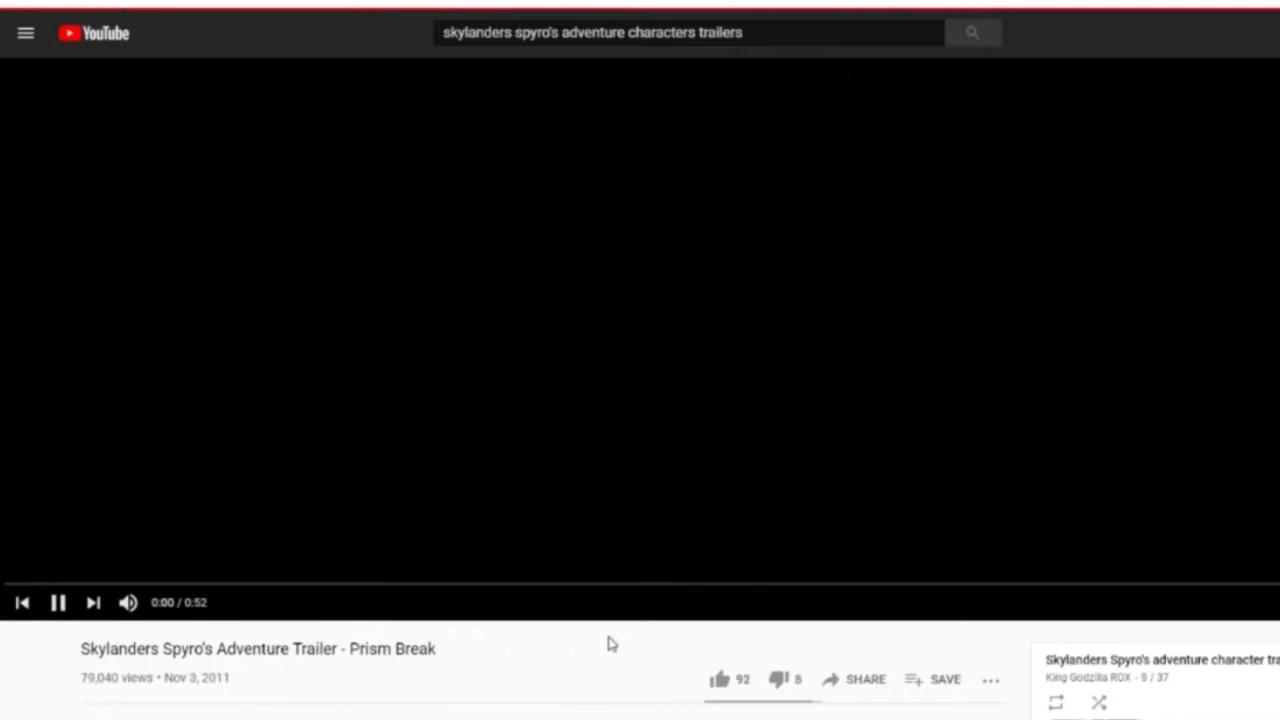 YouTube
skylanders spyro's adventure characters trailers
0:00 / 0:52
Skylanders Spyro's Adventure Trailer - Prism Break
79,040 views • Nov 3, 2011
92
8
SHARE
SAVE
Skylanders Spyro's adventure character tra
King Godzilla ROX - 9 / 37